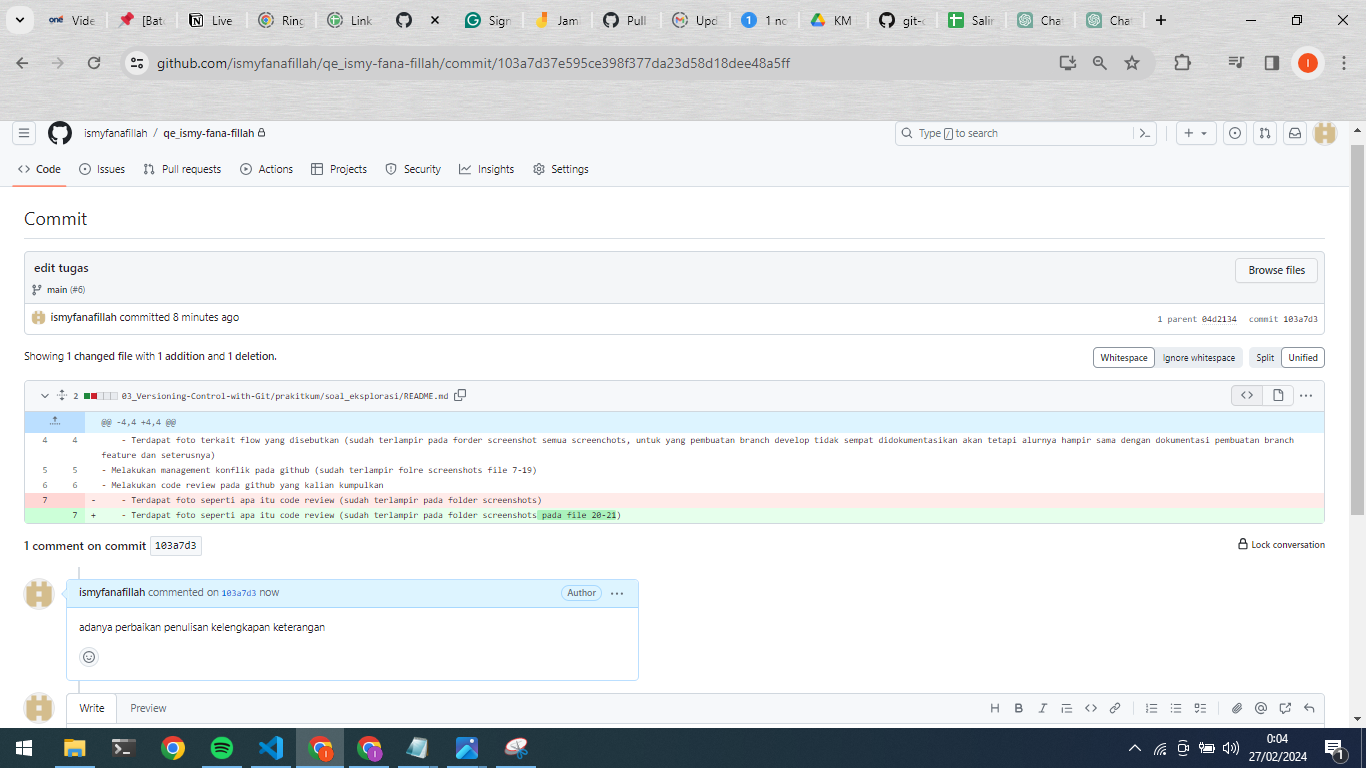 Vide
[Bato
Live
Ring
Link
Sign
Jam
Pull
Upd
1 no
KM
git-c
Salin
Cha
Cha
github.com/ismyfanafillah/qe_ismy-fana-fillah/commit/103a7d37e595ce398f377da23d58d18dee48a5ff
I
ismyfanafillah / qe_ismy-fana-fillah
Type / to search
Code
Issues
Pull requests
Actions
Projects
Security
Insights
Settings
Commit
edit tugas
Browse files
main (#6)
ismyfanafillah committed 8 minutes ago
1 parent 04d2134 commit 103a7d3
Showing 1 changed file with 1 addition and 1 deletion.
Whitespace Ignore whitespace Split Unified
2 03_Versioning-Control-with-Git/prakitkum/soal_eksplorasi/README.md
@@ -4,4 +4,4 @@
4 4 - Terdapat foto terkait flow yang disebutkan (sudah terlampir pada forder screenshot semua screenchots, untuk yang pembuatan branch develop tidak sempat didokumentasikan akan tetapi alurnya hampir sama dengan dokumentasi pembuatan branch
feature dan seterusnya)
5 5 - Melakukan management konflik pada github (sudah terlampir folre screenshots file 7-19)
6 6 - Melakukan code review pada github yang kalian kumpulkan
7 - - Terdapat foto seperti apa itu code review (sudah terlampir pada folder screenshots)
7 + - Terdapat foto seperti apa itu code review (sudah terlampir pada folder screenshots pada file 20-21)
1 comment on commit 103a7d3
Lock conversation
ismyfanafillah commented on 103a7d3 now
Author
adanya perbaikan penulisan kelengkapan keterangan
Write
Preview
0:04
27/02/2024
1